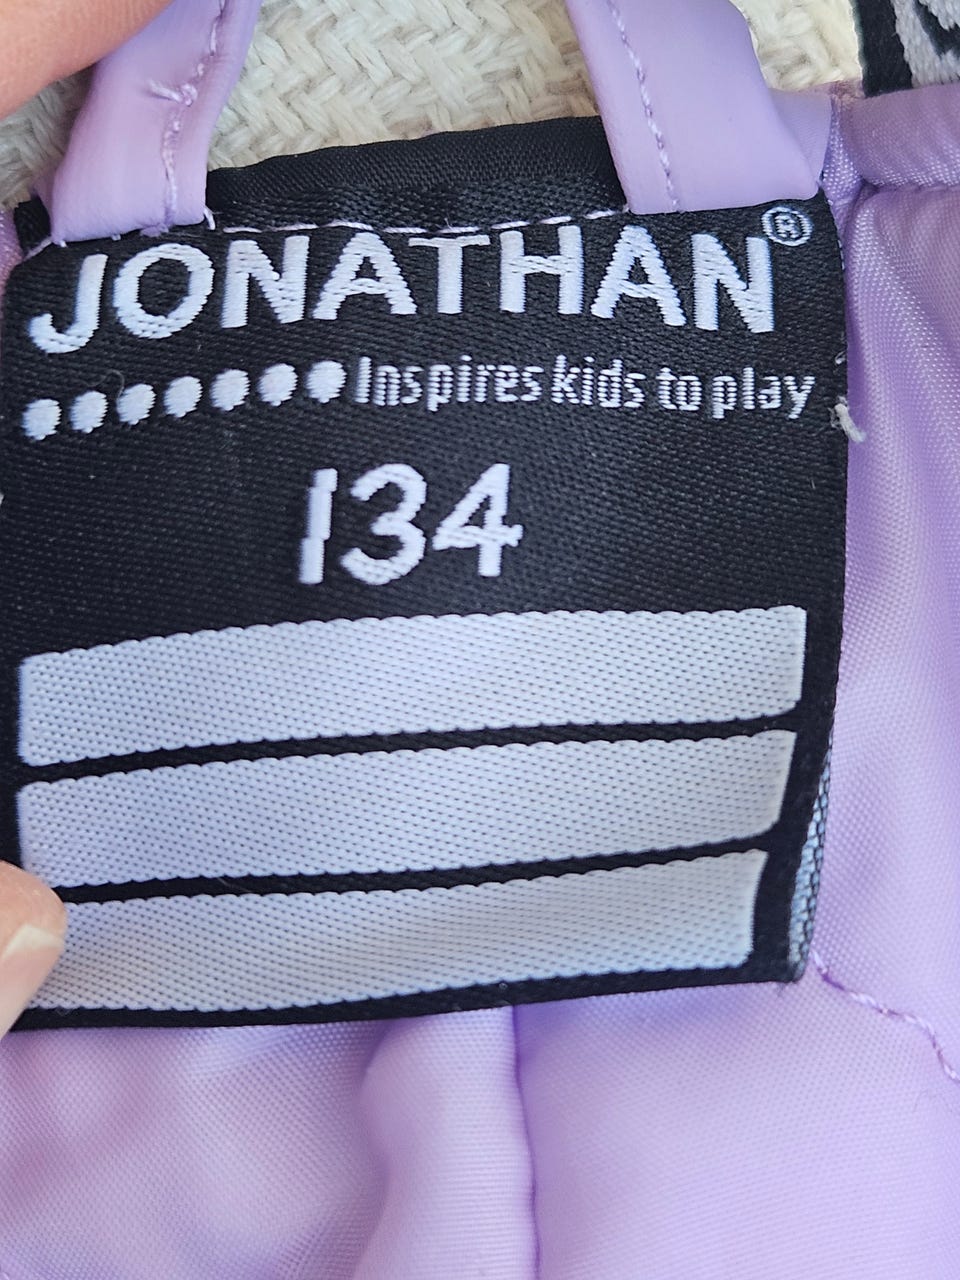 JONATHAN®
Inspires kids to play
134